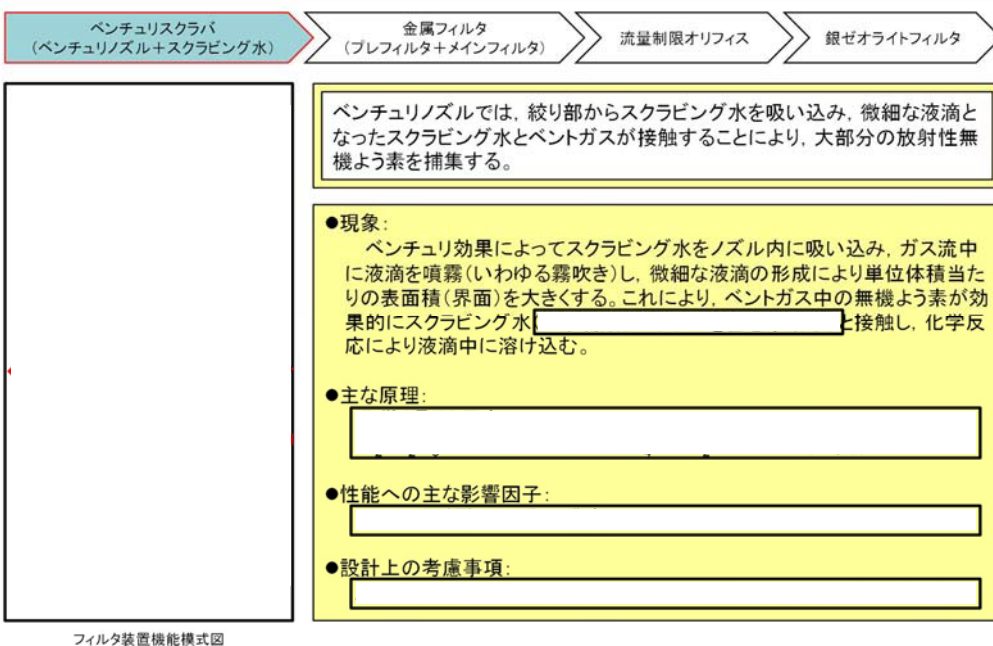 ベンチュリスクラバ
(ベンチュリノズル+スクラビング水)
金属フィルタ
(プレフィルタ+メインフィルタ)
流量制限オリフィス
銀ゼオライトフィルタ
ベンチュリノズルでは，絞り部からスクラビング水を吸い込み，微細な液滴と
なったスクラビング水とベントガスが接触することにより，大部分の放射性無
機よう素を捕集する。
●現象：
ベンチュリ効果によってスクラビング水をノズル内に吸い込み，ガス流中
に液滴を噴霧(いわゆる霧吹き)し，微細な液滴の形成により単位体積当た
りの表面積(界面)を大きくする。これにより，ベントガス中の無機よう素が効
果的にスクラビング水 と接触し，化学反
応により液滴中に溶け込む。
●主な原理：
●性能への主な影響因子：
●設計上の考慮事項：
フィルタ装置機能模式図